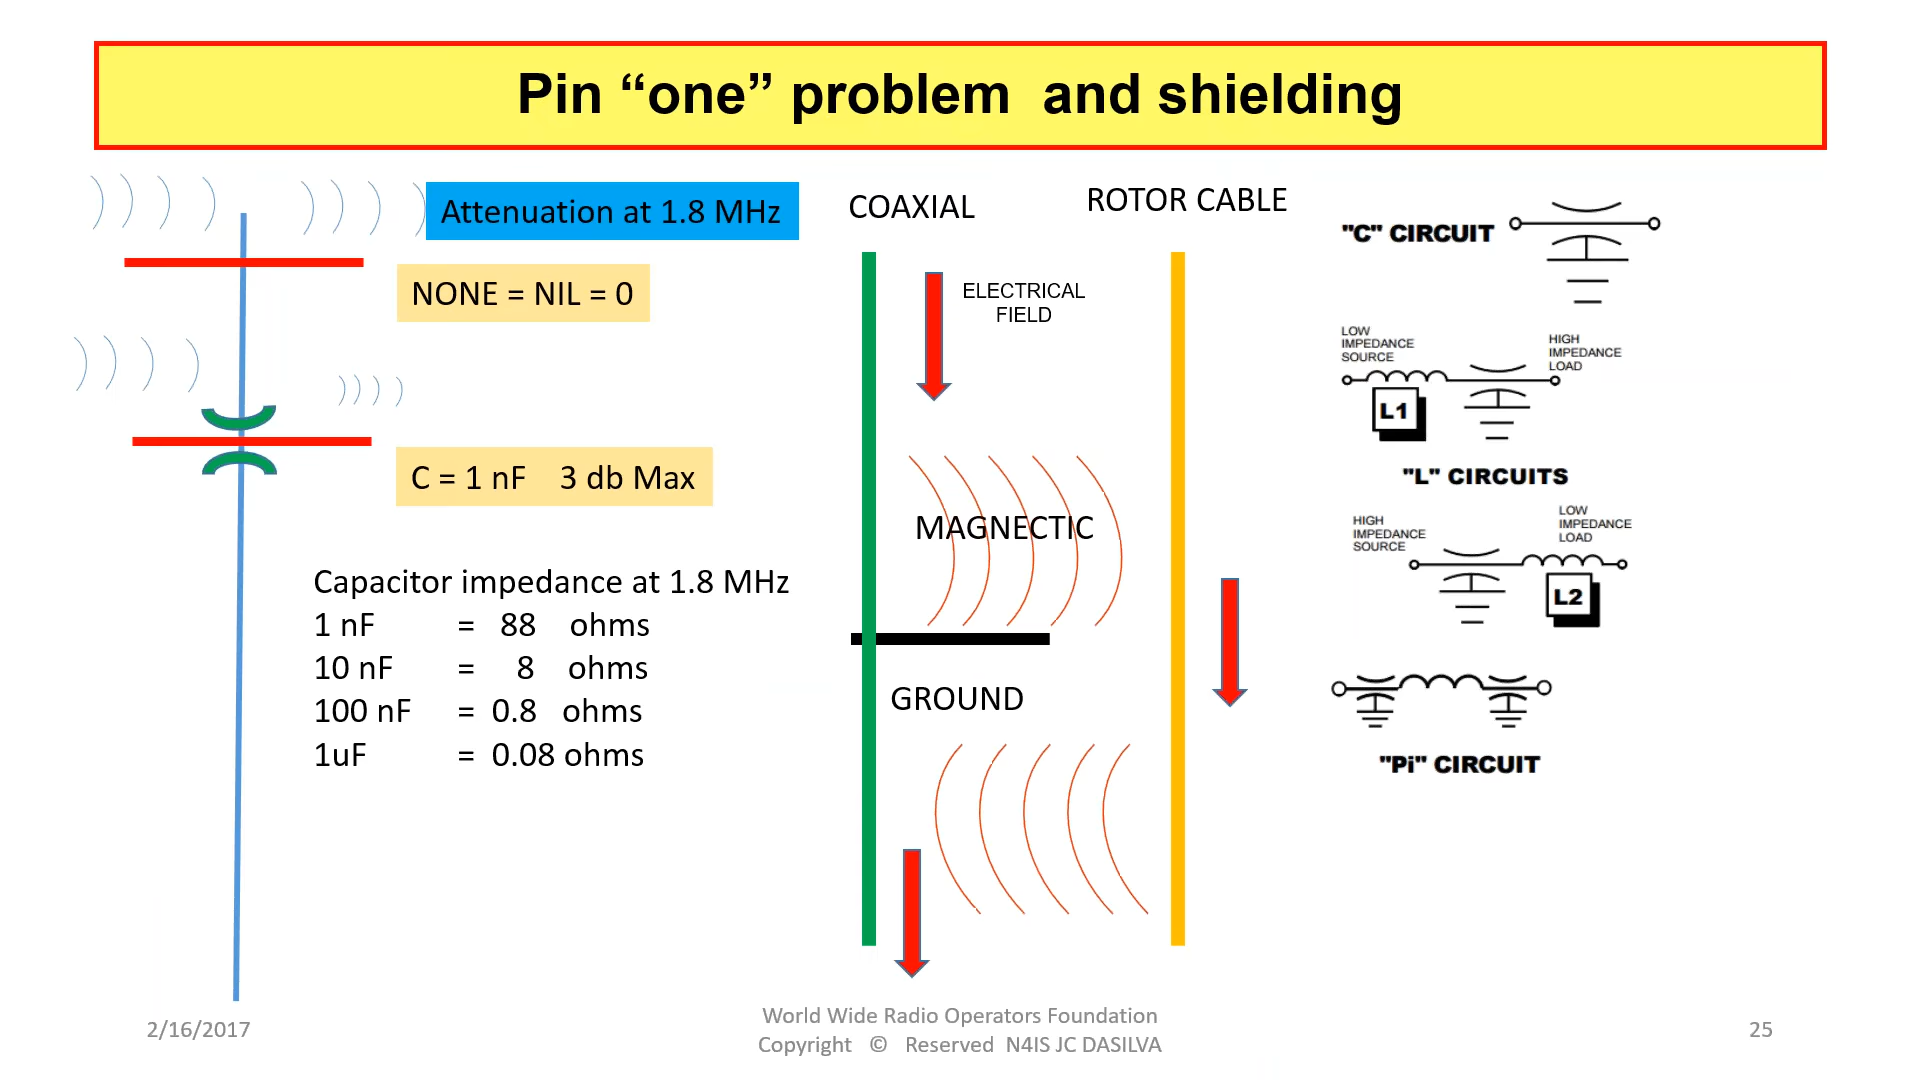 Pin “one” problem  and shielding
Attenuation at 1.8 MHz
NONE = NIL = 0
C = 1 nF    3 db Max
Capacitor impedance at 1.8 MHz
1 nF = 88 ohms
10 nF = 8 ohms
100 nF = 0.8 ohms
1uF = 0.08 ohms
COAXIAL
ROTOR CABLE
ELECTRICAL
FIELD
MAGNECTIC
GROUND
"C" CIRCUIT
LOW
IMPEDANCE
SOURCE
HIGH
IMPEDANCE
LOAD
L1
"L" CIRCUITS
HIGH
IMPEDANCE
SOURCE
LOW
IMPEDANCE
LOAD
L2
"Pi" CIRCUIT
2/16/2017
World Wide Radio Operators Foundation
Copyright © Reserved N4IS JC DASILVA
25